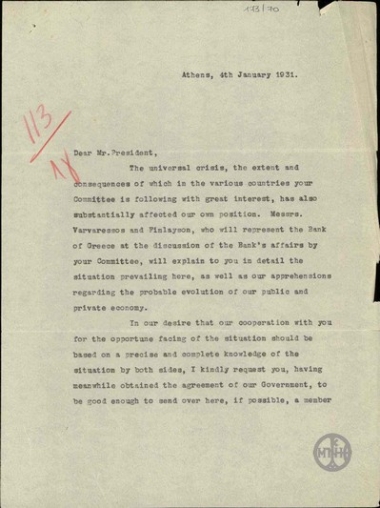 173/70
Athens, 4th January 1931.
113/18
Dear Mr.President,
The universal crisis, the extent and
consequences of which in the various countries your
Committee is following with great interest, has also
substantially affected our own position. Messrs.
Varvaressos and Finlayson, who will represent the Bank
of Greece at the discussion of the Bank's affairs by
your Committee, will explain to you in detail the
situation prevailing here, as well as our apprehensions
regarding the probable evolution of our public and
private economy.
In our desire that our cooperation with you
for the opportune facing of the situation should be
based on a precise and complete knowledge of the
situation by both sides, I kindly request you, having
meanwhile obtained the agreement of our Government, to
be good enough to send over here, if possible, a member